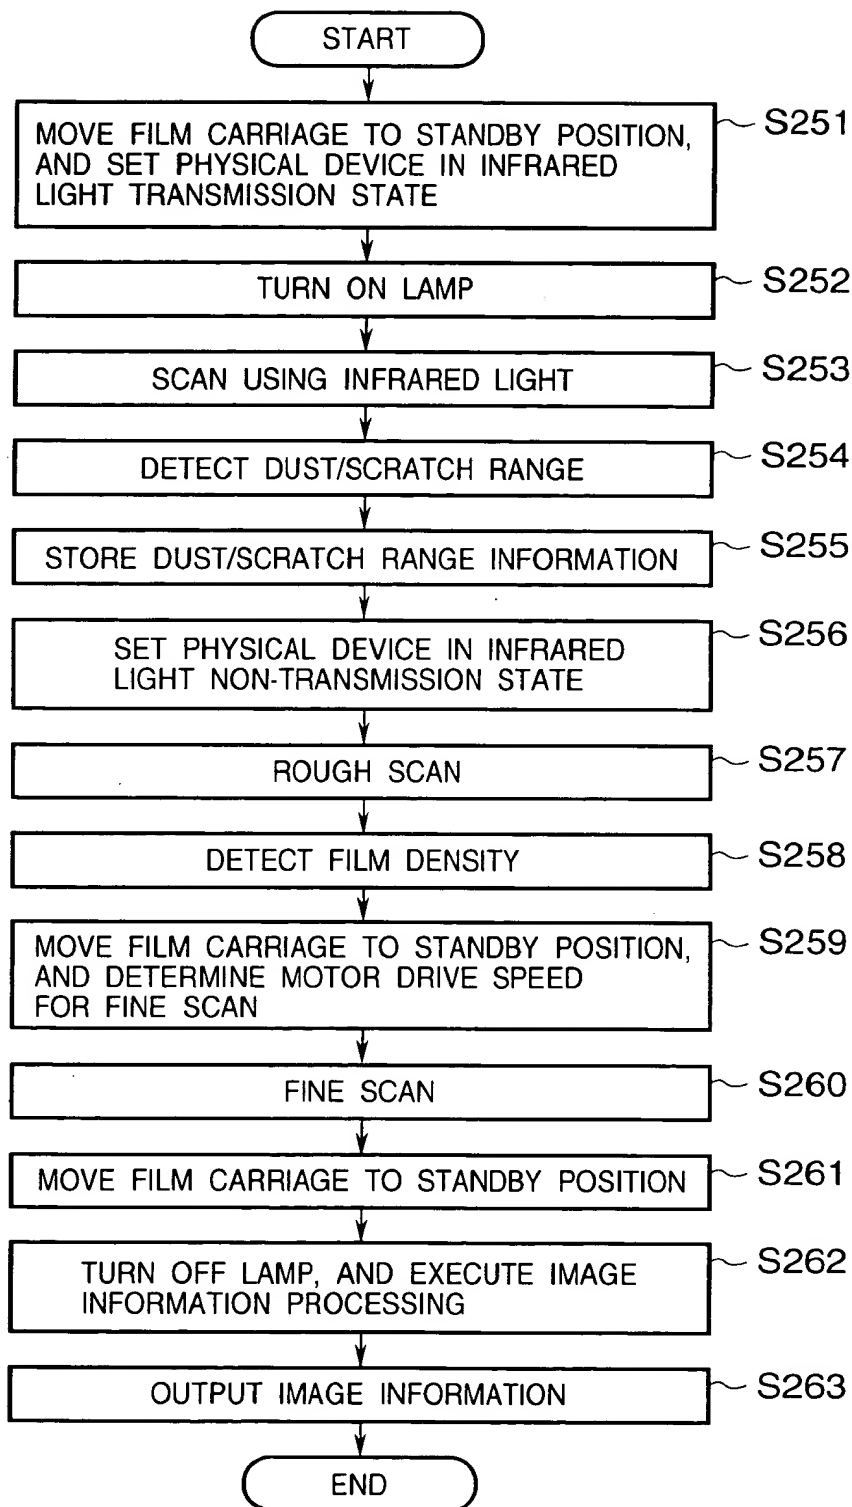 START
MOVE FILM CARRIAGE TO STANDBY POSITION,
AND SET PHYSICAL DEVICE IN INFRARED
LIGHT TRANSMISSION STATE
S251
TURN ON LAMP
S252
SCAN USING INFRARED LIGHT
S253
DETECT DUST/SCRATCH RANGE
S254
STORE DUST/SCRATCH RANGE INFORMATION
S255
SET PHYSICAL DEVICE IN INFRARED
LIGHT NON-TRANSMISSION STATE
S256
ROUGH SCAN
S257
DETECT FILM DENSITY
S258
MOVE FILM CARRIAGE TO STANDBY POSITION,
AND DETERMINE MOTOR DRIVE SPEED
FOR FINE SCAN
S259
FINE SCAN
S260
MOVE FILM CARRIAGE TO STANDBY POSITION
S261
TURN OFF LAMP, AND EXECUTE IMAGE
INFORMATION PROCESSING
S262
OUTPUT IMAGE INFORMATION
S263
END